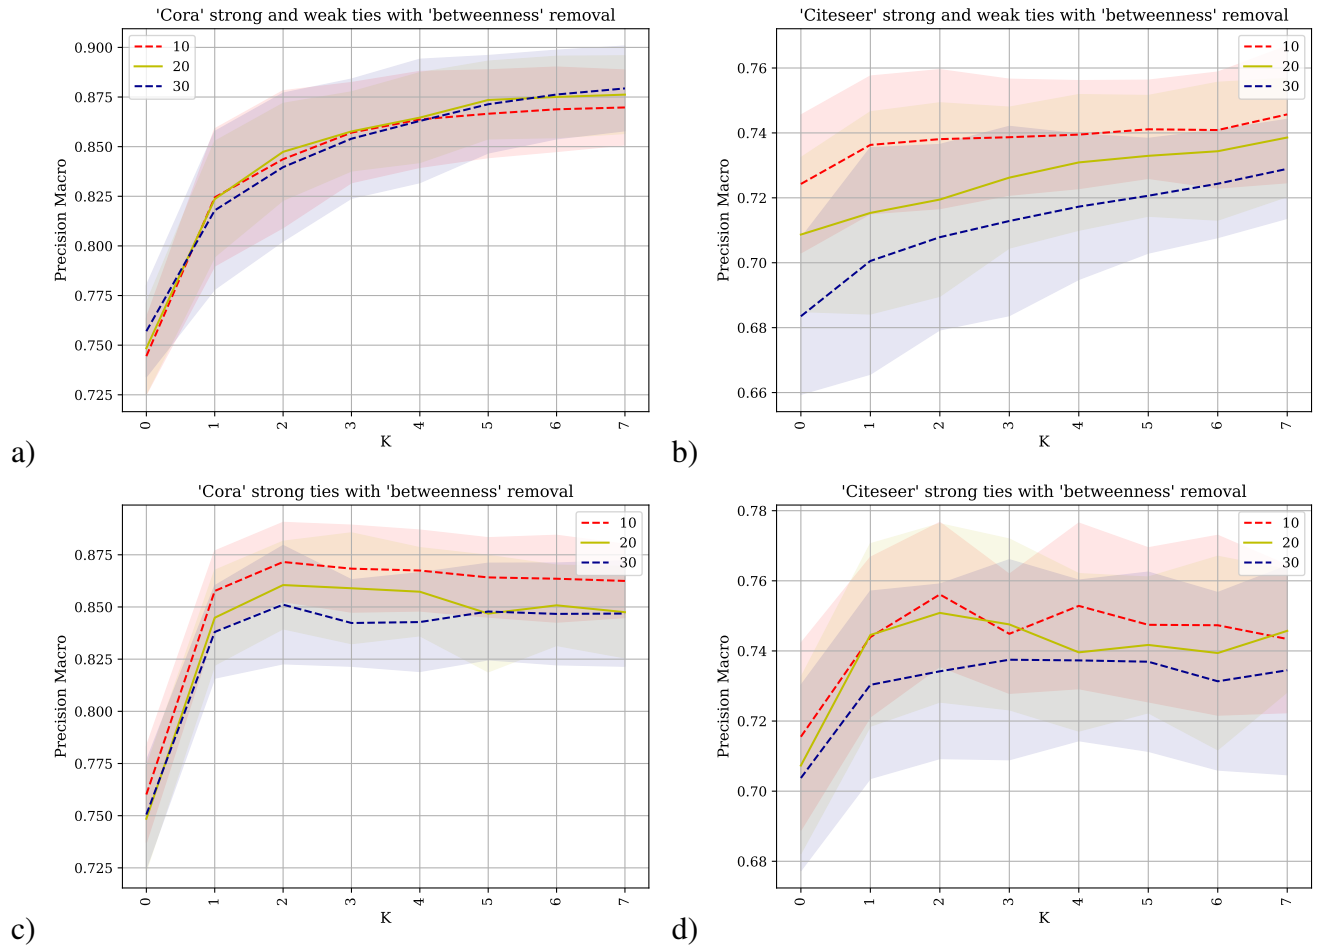 'Cora' strong and weak ties with 'betweenness' removal
0.900
0.875
0.850
0.825
0.800
0.775
0.750
0.725
Precision Macro
10
20
30
0 1 2 3 4 5 6 7
K
a)
'Citeseer' strong and weak ties with 'betweenness' removal
0.76
0.74
0.72
0.70
0.68
0.66
Precision Macro
10
20
30
0 1 2 3 4 5 6 7
K
b)
'Cora' strong ties with 'betweenness' removal
0.875
0.850
0.825
0.800
0.775
0.750
0.725
Precision Macro
10
20
30
0 1 2 3 4 5 6 7
K
c)
'Citeseer' strong ties with 'betweenness' removal
0.78
0.76
0.74
0.72
0.70
0.68
Precision Macro
10
20
30
0 1 2 3 4 5 6 7
K
d)